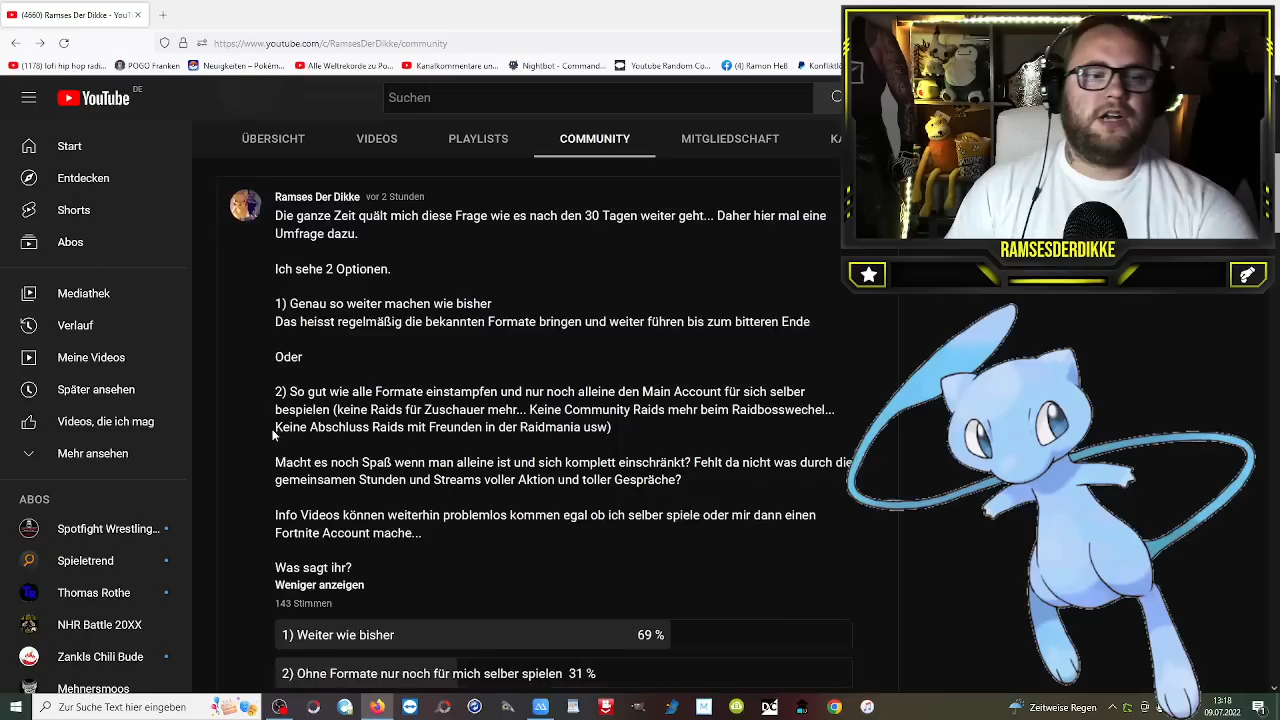 (4660) Ramses Der Dikke - YouT
ttps://www.youtube.com/c/RamsesDerDikke/community
(1178) lofi hip hop radi...
POGO Franken
Neuigkeiten – Pok...
Alle Weltrekorde zu Po...
Kanalkommentare un...
Nightbot - Command...
Youtube Random Co...
(4) Ramon Heß
Konfliktl
YouTube DE
Suchen
ÜBERSICHT VIDEOS PLAYLISTS COMMUNITY MITGLIEDSCHAFT KA
Start
Entdecken
Shorts
Abos
Mediathek
Verlauf
Meine Videos
Später ansehen
Videos, die ich mag
Mehr ansehen
ABOS
Spotfight Wrestling...
Spieletrend
Thomas Rothe
NHR Battle 20XX
Zankls Chili Bude
Mehnersmoos
Ramses Der Dikke vor 2 Stunden
Die ganze Zeit quält mich diese Frage wie es nach den 30 Tagen weiter geht... Daher hier mal eine
Umfrage dazu.
Ich sehe 2 Optionen.
1) Genau so weiter machen wie bisher
Das heisst regelmäßig die bekannten Formate bringen und weiter führen bis zum bitteren Ende
Oder
2) So gut wie alle Formate einstampfen und nur noch alleine den Main Account für sich selber
bespielen (keine Raids für Zuschauer mehr... Keine Community Raids mehr beim Raidbosswechel...
Keine Abschluss Raids mit Freunden in der Raidmania usw)
Macht es noch Spaß wenn man alleine ist und sich komplett einschränkt? Fehlt da nicht was durch die
gemeinsamen Stunden und Streams voller Aktion und toller Gespräche?
Info Videos können weiterhin problemlos kommen egal ob ich selber spiele oder mir dann einen
Fortnite Account mache...
Was sagt ihr?
Weniger anzeigen
143 Stimmen
1) Weiter wie bisher 69 %
2) Ohne Formate nur noch für mich selber spielen 31 %
RAMSESDERDIKKE
Zur Suche Text hier eingeben
Zeitweise Regen
13:18
09.07.2022